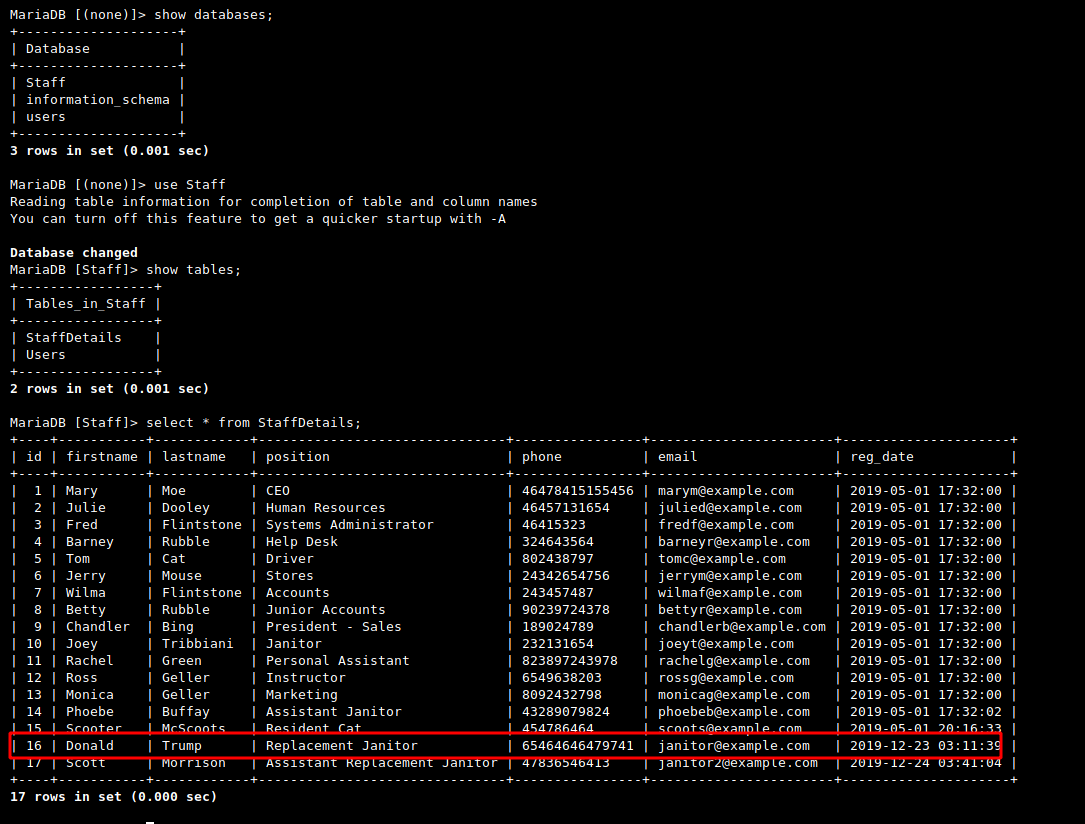 MariaDB [(none)]> show databases;
+--------------------+
| Database           |
+--------------------+
| Staff              |
| information_schema |
| users              |
+--------------------+
3 rows in set (0.001 sec)
MariaDB [(none)]> use Staff
Reading table information for completion of table and column names
You can turn off this feature to get a quicker startup with -A
Database changed
MariaDB [Staff]> show tables;
+-----------------+
| Tables_in_Staff |
+-----------------+
| StaffDetails    |
| Users           |
+-----------------+
2 rows in set (0.001 sec)
MariaDB [Staff]> select * from StaffDetails;
+----+-----------+------------+-------------------------------+----------------+-----------------------+---------------------+
| id | firstname | lastname   | position                      | phone          | email                 | reg_date            |
+----+-----------+------------+-------------------------------+----------------+-----------------------+---------------------+
|  1 | Mary      | Moe        | CEO                           | 46478415155456 | marym@example.com     | 2019-05-01 17:32:00 |
|  2 | Julie     | Dooley     | Human Resources               | 46457131654    | julied@example.com    | 2019-05-01 17:32:00 |
|  3 | Fred      | Flintstone | Systems Administrator         | 46415323       | fredf@example.com     | 2019-05-01 17:32:00 |
|  4 | Barney    | Rubble     | Help Desk                     | 324643564      | barneyr@example.com   | 2019-05-01 17:32:00 |
|  5 | Tom       | Cat        | Driver                        | 802438797      | tomc@example.com      | 2019-05-01 17:32:00 |
|  6 | Jerry     | Mouse      | Stores                        | 24342654756    | jerrym@example.com    | 2019-05-01 17:32:00 |
|  7 | Wilma     | Flintstone | Accounts                      | 243457487      | wilmaf@example.com    | 2019-05-01 17:32:00 |
|  8 | Betty     | Rubble     | Junior Accounts               | 90239724378    | bettyr@example.com    | 2019-05-01 17:32:00 |
|  9 | Chandler  | Bing       | President - Sales             | 189024789      | chandlerb@example.com | 2019-05-01 17:32:00 |
| 10 | Joey      | Tribbiani  | Janitor                       | 232131654      | joeyt@example.com     | 2019-05-01 17:32:00 |
| 11 | Rachel    | Green      | Personal Assistant            | 823897243978   | rachelg@example.com   | 2019-05-01 17:32:00 |
| 12 | Ross      | Geller     | Instructor                    | 6549638203     | rossg@example.com     | 2019-05-01 17:32:00 |
| 13 | Monica    | Geller     | Marketing                     | 8092432798     | monicag@example.com   | 2019-05-01 17:32:00 |
| 14 | Phoebe    | Buffay     | Assistant Janitor             | 43289079824    | phoebeb@example.com   | 2019-05-01 17:32:02 |
| 15 | Scooter   | McScoots   | Resident Cat                  | 454786464      | scoots@example.com    | 2019-05-01 20:16:33 |
| 16 | Donald    | Trump      | Replacement Janitor           | 65464646479741 | janitor@example.com   | 2019-12-23 03:11:39 |
| 17 | Scott     | Morrison   | Assistant Replacement Janitor | 47836546413    | janitor2@example.com  | 2019-12-24 03:41:04 |
+----+-----------+------------+-------------------------------+----------------+-----------------------+---------------------+
17 rows in set (0.000 sec)